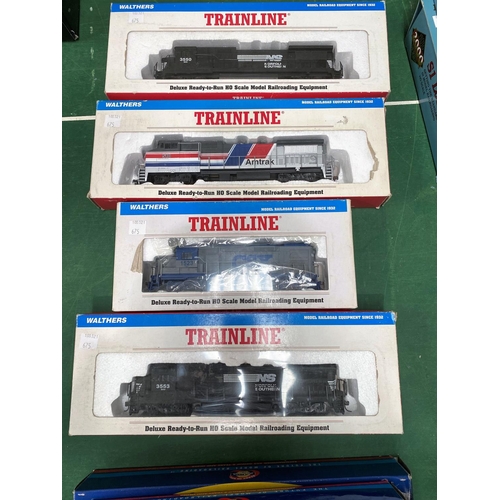 WALTHERS
MODEL RAILROAD EQUIPMENT SINCE 1932
TRAINLINE
NS
Deluxe Ready-to-Run HO Scale Model Railroading Equipment
TRAINLINE
WALTHERS
MODEL RAILROAD EQUIPMENT SINCE 1932
TRAINLINE
Amtrak
Deluxe Ready-to-Run HO Scale Model Railroading Equipment
WALTHERS
MODEL RAILROAD EQUIPMENT SINCE 1932
TRAINLINE
Deluxe Ready-to-Run HO Scale Model Railroading Equipment
WALTHERS
MODEL RAILROAD EQUIPMENT SINCE 1932
TRAINLINE
NS
3553
Deluxe Ready-to-Run HO Scale Model Railroading Equipment